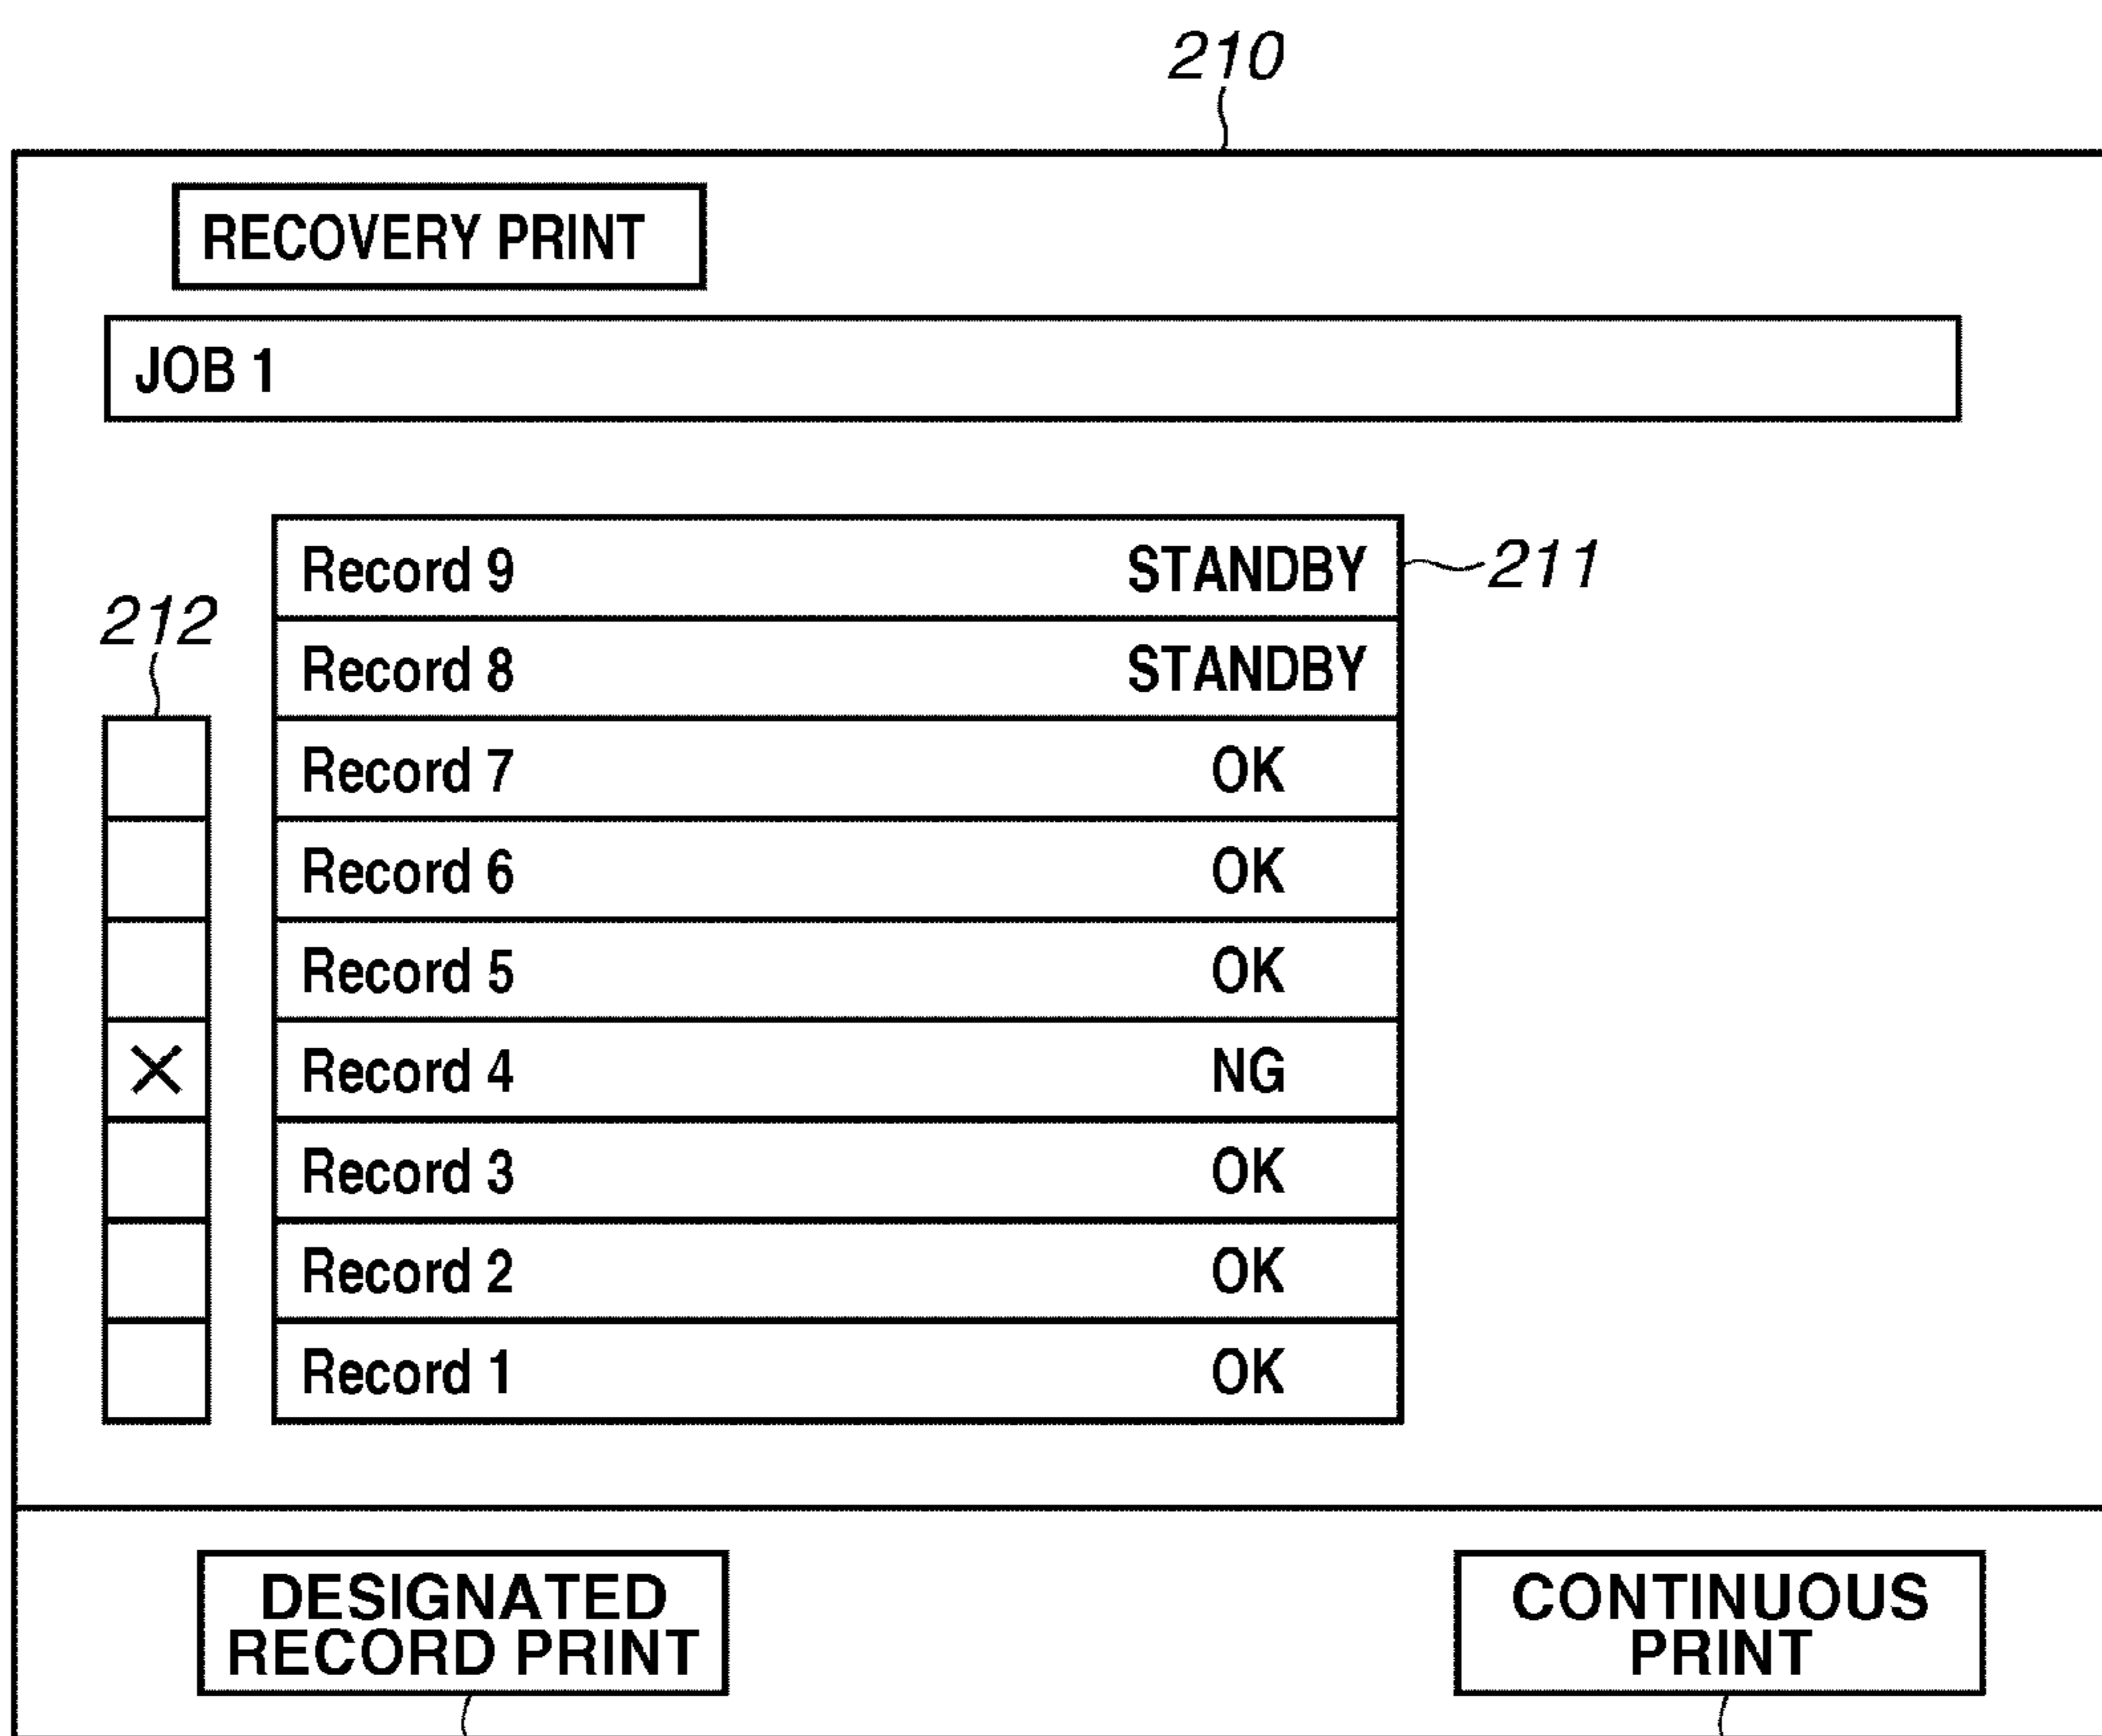 210
RECOVERY PRINT
JOB 1
Record 9 STANDBY
211
212
Record 8 STANDBY
Record 7 OK
Record 6 OK
Record 5 OK
× Record 4 NG
Record 3 OK
Record 2 OK
Record 1 OK
DESIGNATED
RECORD PRINT
CONTINUOUS
PRINT